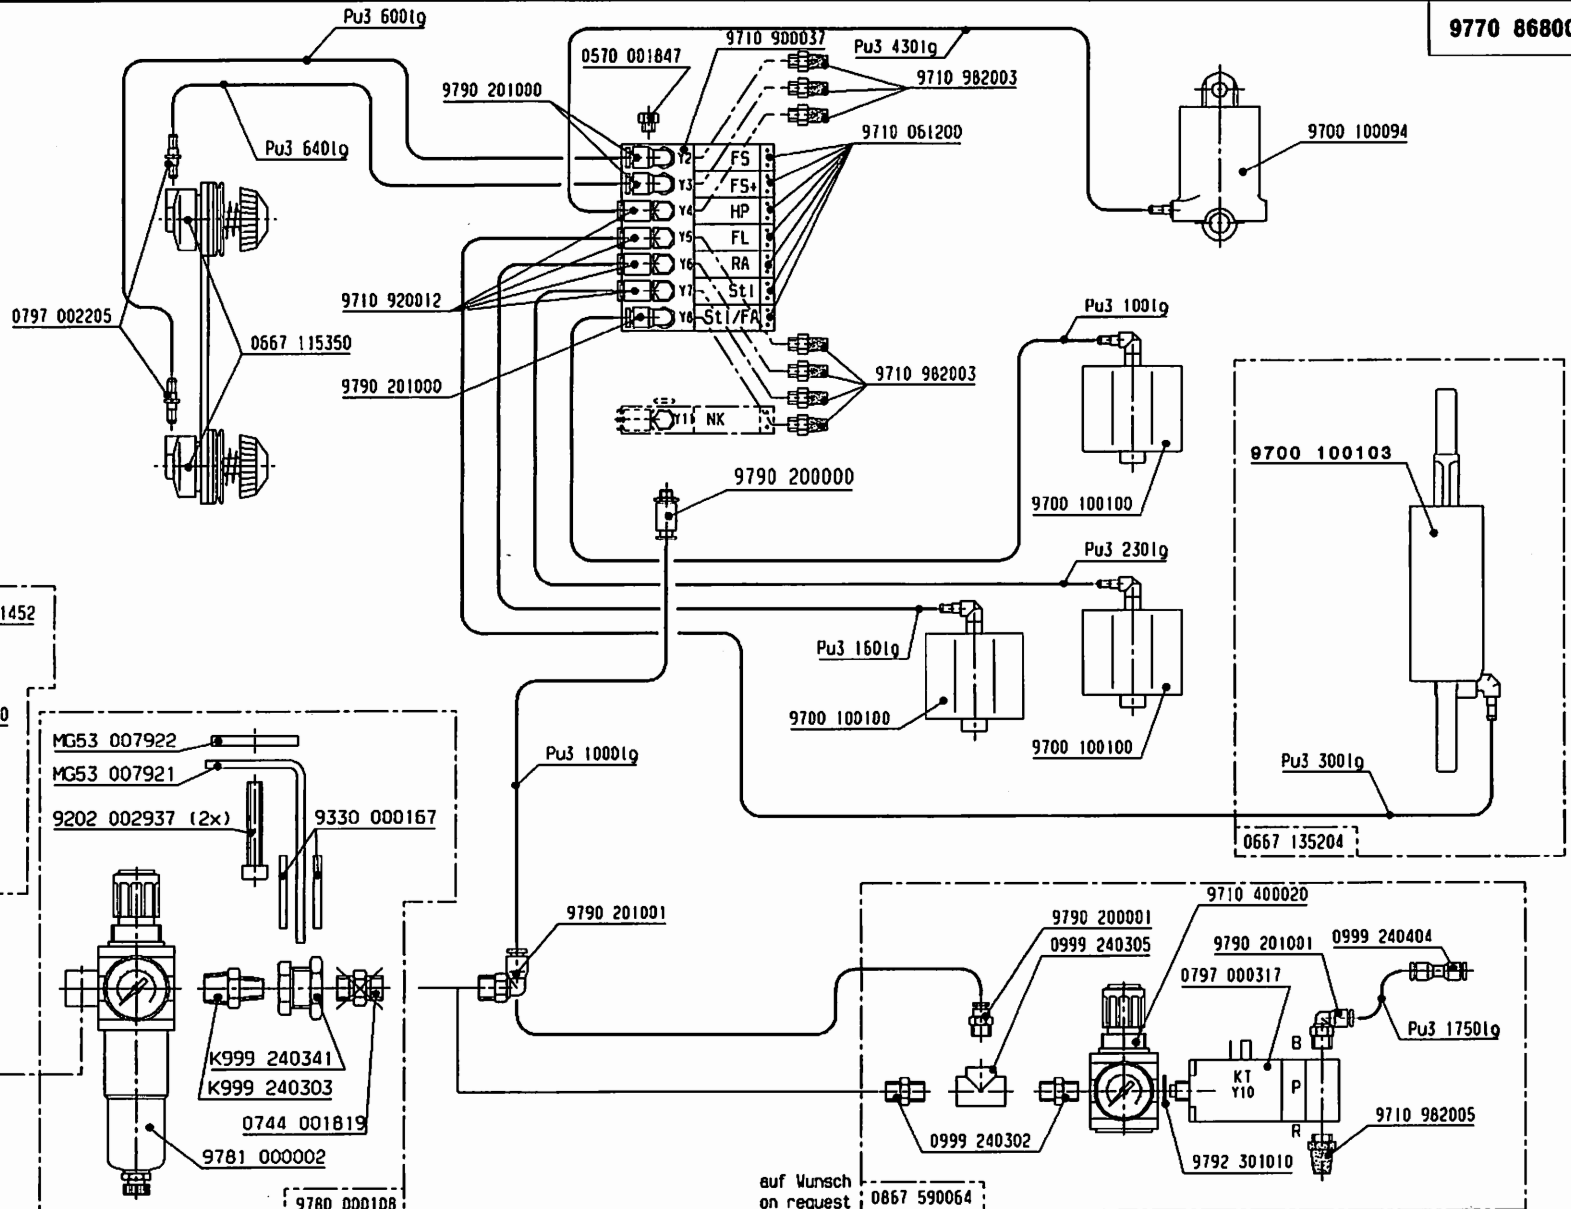 Pu3 600lg
9710 900037
Pu3 430lg
9770 86800
0570 001847
9710 982003
9790 201000
Pu3 640lg
9710 061200
9700 100094
Y2 FS
Y3 FS+
Y4 HP
Y5 FL
Y6 RA
Y7 Stl
Y8 Stl/FA
0797 002205
9710 920012
0667 115350
9790 201000
9710 982003
(=)
Y11 NK
Pu3 100lg
9790 200000
9700 100100
9700 100103
Pu3 230lg
1452
0
Pu3 160lg
9700 100100
9700 100100
MG53 007922
MG53 007921
Pu3 1000lg
Pu3 300lg
9202 002937 (2x)
9330 000167
0667 135204
9790 201001
9710 400020
9790 200001
0999 240305
9790 201001
0999 240404
0797 000317
Pu3 1750lg
B
KT
Y10
P
R
K999 240341
K999 240303
0744 001819
9781 000002
0999 240302
9710 982005
9792 301010
9780 000108
auf Wunsch
on request
0867 590064